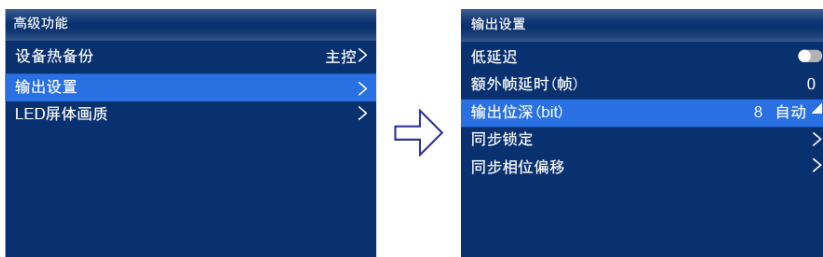 高级功能
设备热备份 主控
输出设置
LED屏体画质
输出设置
低延迟
额外帧延时(帧) 0
输出位深(bit) 8 自动
同步锁定
同步相位偏移